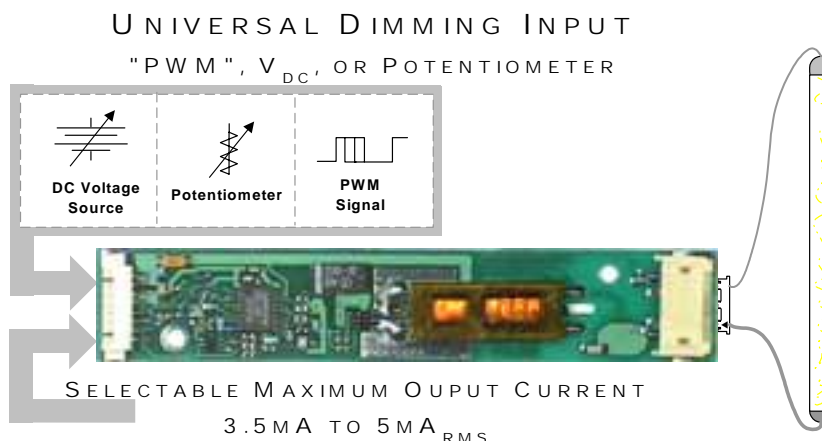 UNIVERSAL DIMMING INPUT
"PWM", VDC, OR POTENTIOMETER
DC Voltage
Source
Potentiometer
PWM
Signal
SELECTABLE MAXIMUM OUPUT CURRENT
3.5MA TO 5MARMS